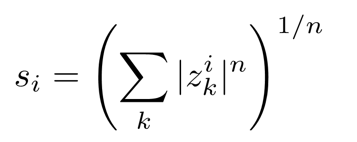 s_i = \left( \sum_k |z_k^i|^n \right)^{1/n}